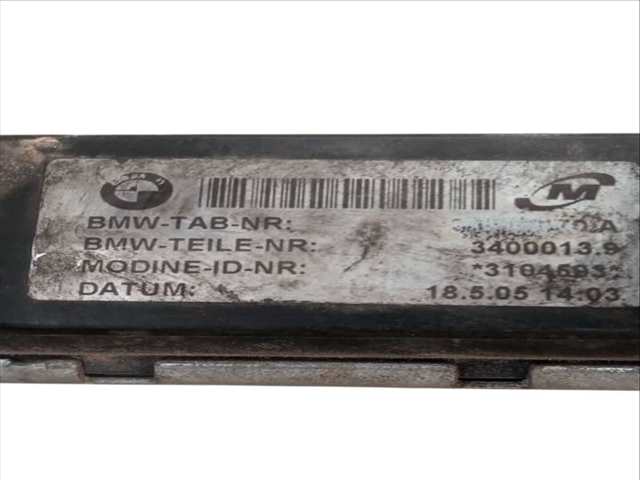 BMW-TAB-NR:
BMW-TEILE-NR: 3400013.9
MODINE-ID-NR: *3104593*
DATUM: 18.5.05 14:03